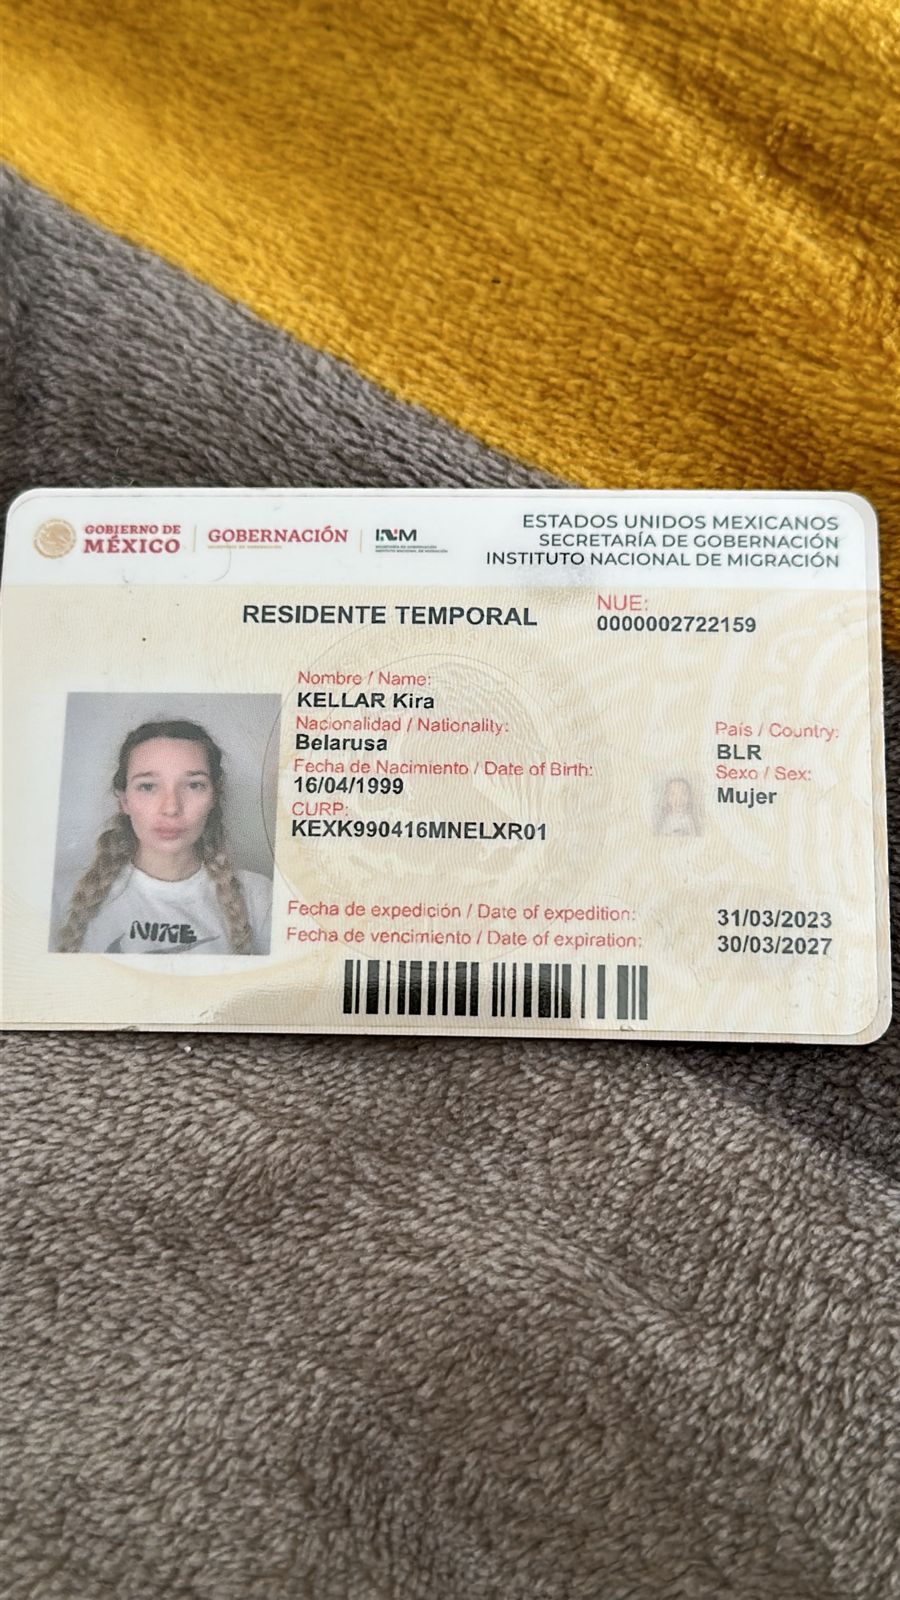 GOBIERNO DE
MÉXICO
GOBERNACIÓN
INM
ESTADOS UNIDOS MEXICANOS
SECRETARÍA DE GOBERNACIÓN
INSTITUTO NACIONAL DE MIGRACIÓN
RESIDENTE TEMPORAL
NUE:
0000002722159
Nombre / Name:
KELLAR Kira
Nacionalidad / Nationality:
Belarusa
País / Country:
BLR
Fecha de Nacimiento / Date of Birth:
16/04/1999
Sexo / Sex:
Mujer
CURP:
KEXK990416MNELXR01
NIKE
Fecha de expedición / Date of expedition: 31/03/2023
Fecha de vencimiento / Date of expiration: 30/03/2027